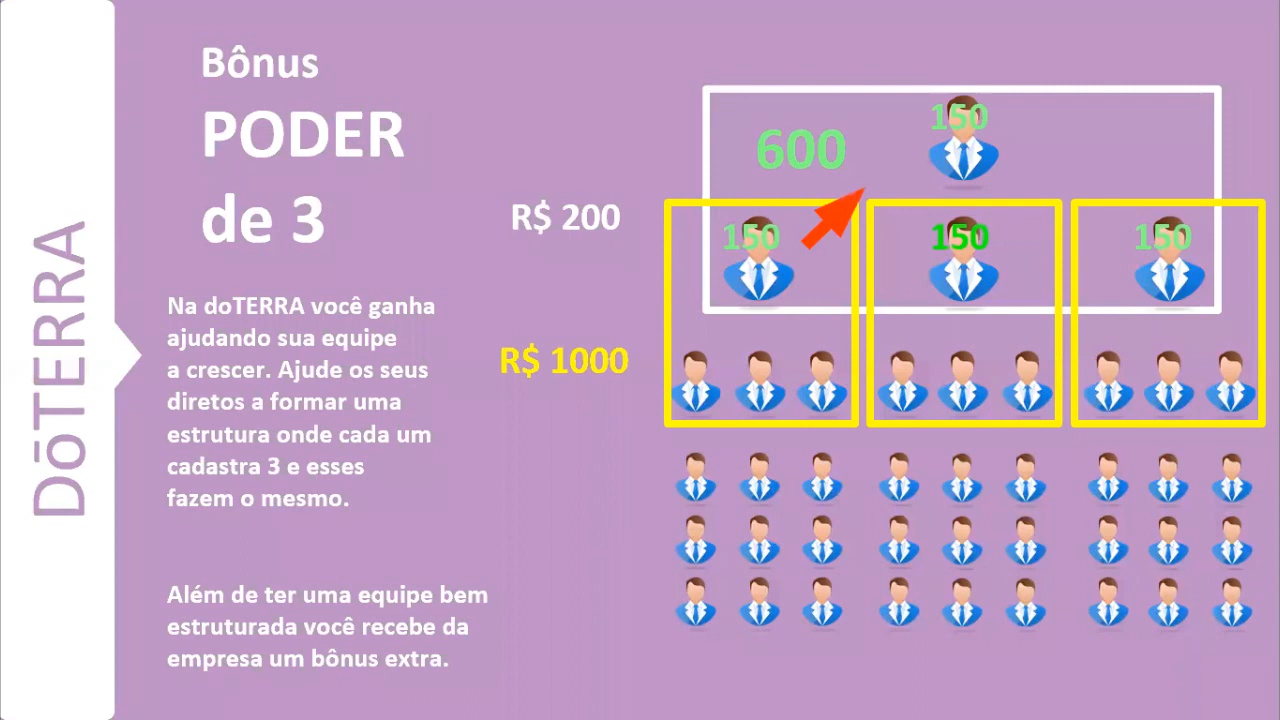 DōTERRA
Bônus
PODER
de 3
Na doTERRA você ganha
ajudando sua equipe
a crescer. Ajude os seus
diretos a formar uma
estrutura onde cada um
cadastra 3 e esses
fazem o mesmo.
Além de ter uma equipe bem
estruturada você recebe da
empresa um bônus extra.
150
600
R$ 200
150
150
150
R$ 1000